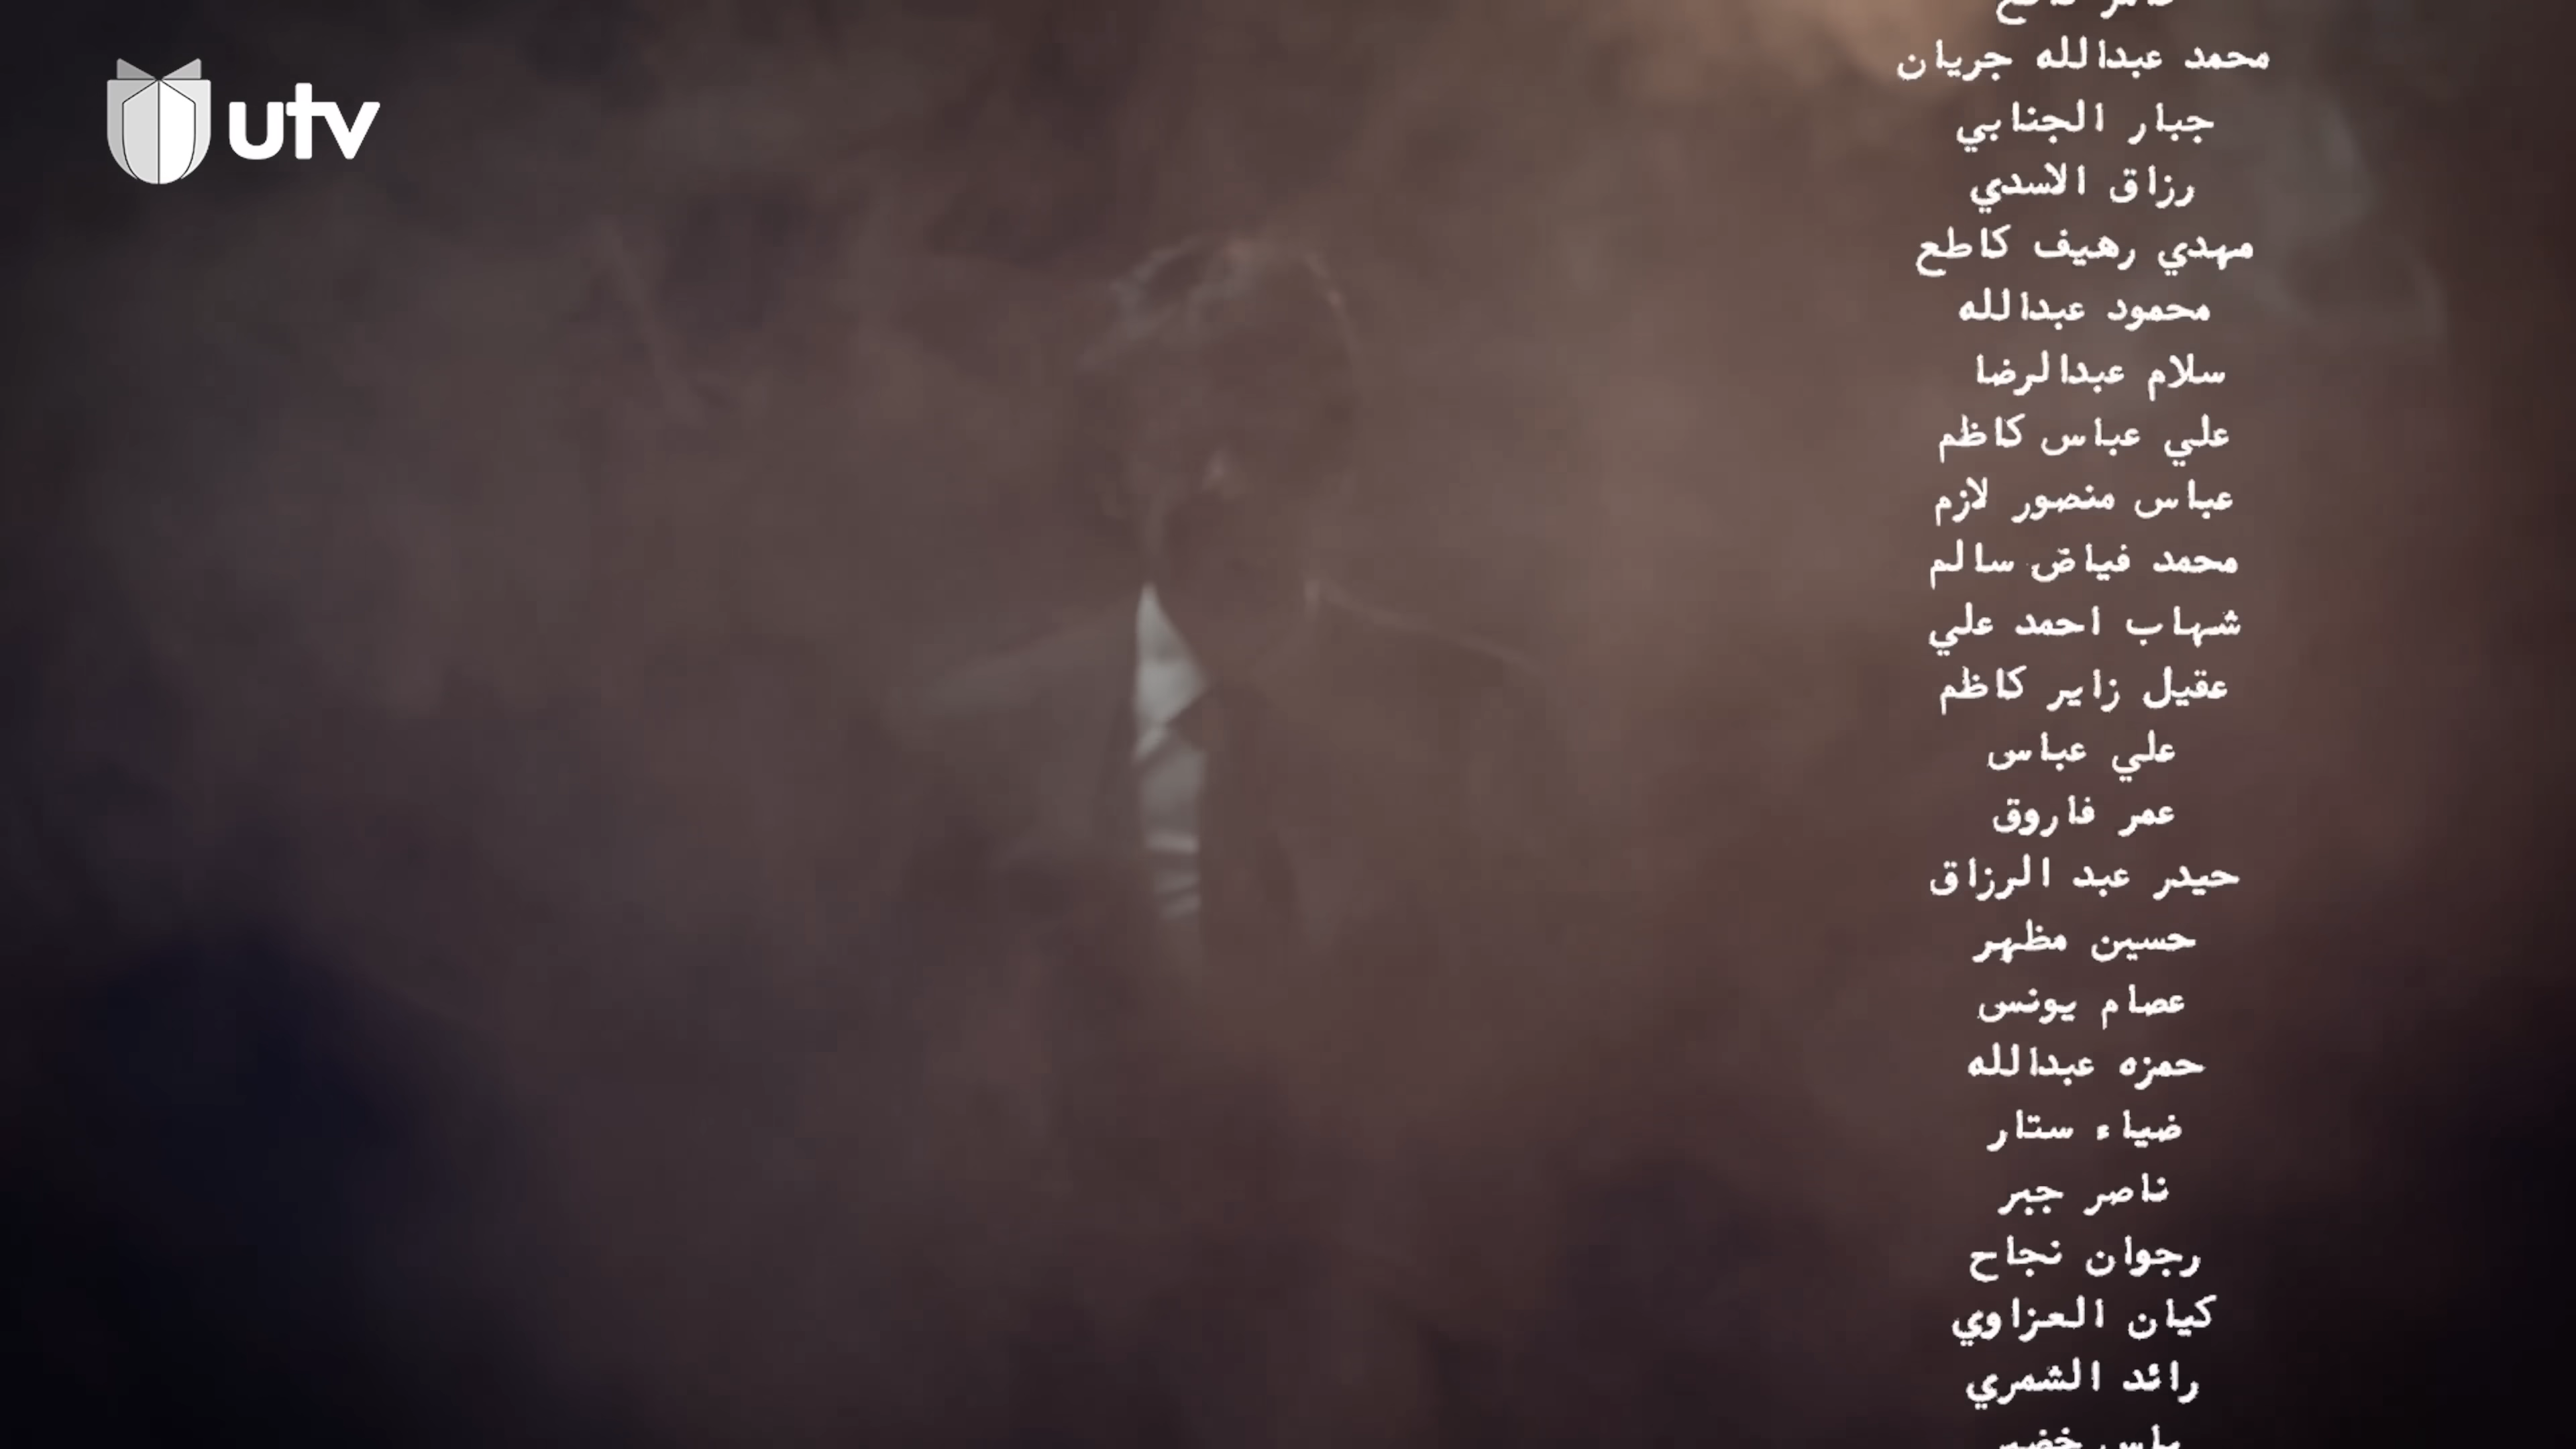 utv
محمد عبدالله جريان
جبار الجنابي
رزاق الاسدي
مهدي رهيف كاطع
محمود عبدالله
سلام عبدالرضا
علي عباس كاظم
عباس منصور لازم
محمد فياض سالم
شهاب احمد علي
عقيل زاير كاظم
علي عباس
عمر فاروق
حيدر عبد الرزاق
حسين مظهر
عصام يونس
حمزه عبدالله
ضياء ستار
ناصر جبر
رجوان نجاح
كيان العزاوي
رائد الشمري